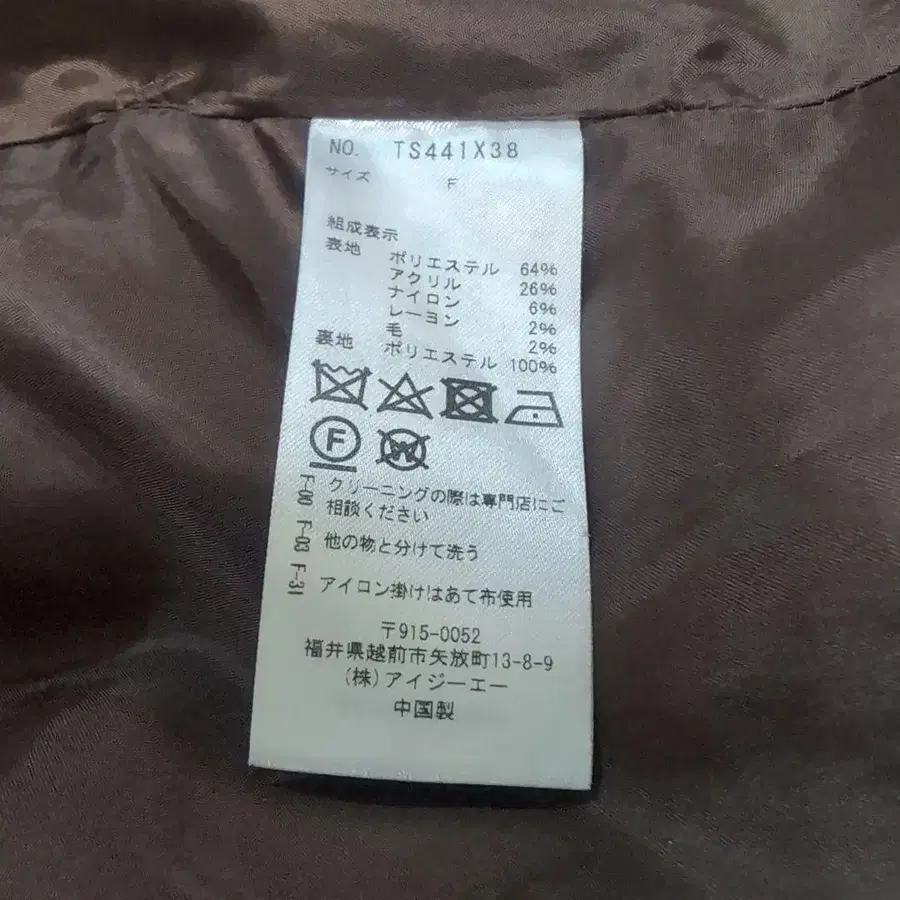 NO. TS441X38
サイズ F
組成表示
表地 ポリエステル 64%
アクリル 26%
ナイロン 6%
レーヨン 2%
毛 2%
裏地 ポリエステル 100%
F W
F-08 クリーニングの際は専門店にご
相談ください
F-03 他の物と分けて洗う
F-31 アイロン掛けはあて布使用
〒915-0052
福井県越前市矢放町13-8-9
(株)アイジーエー
中国製